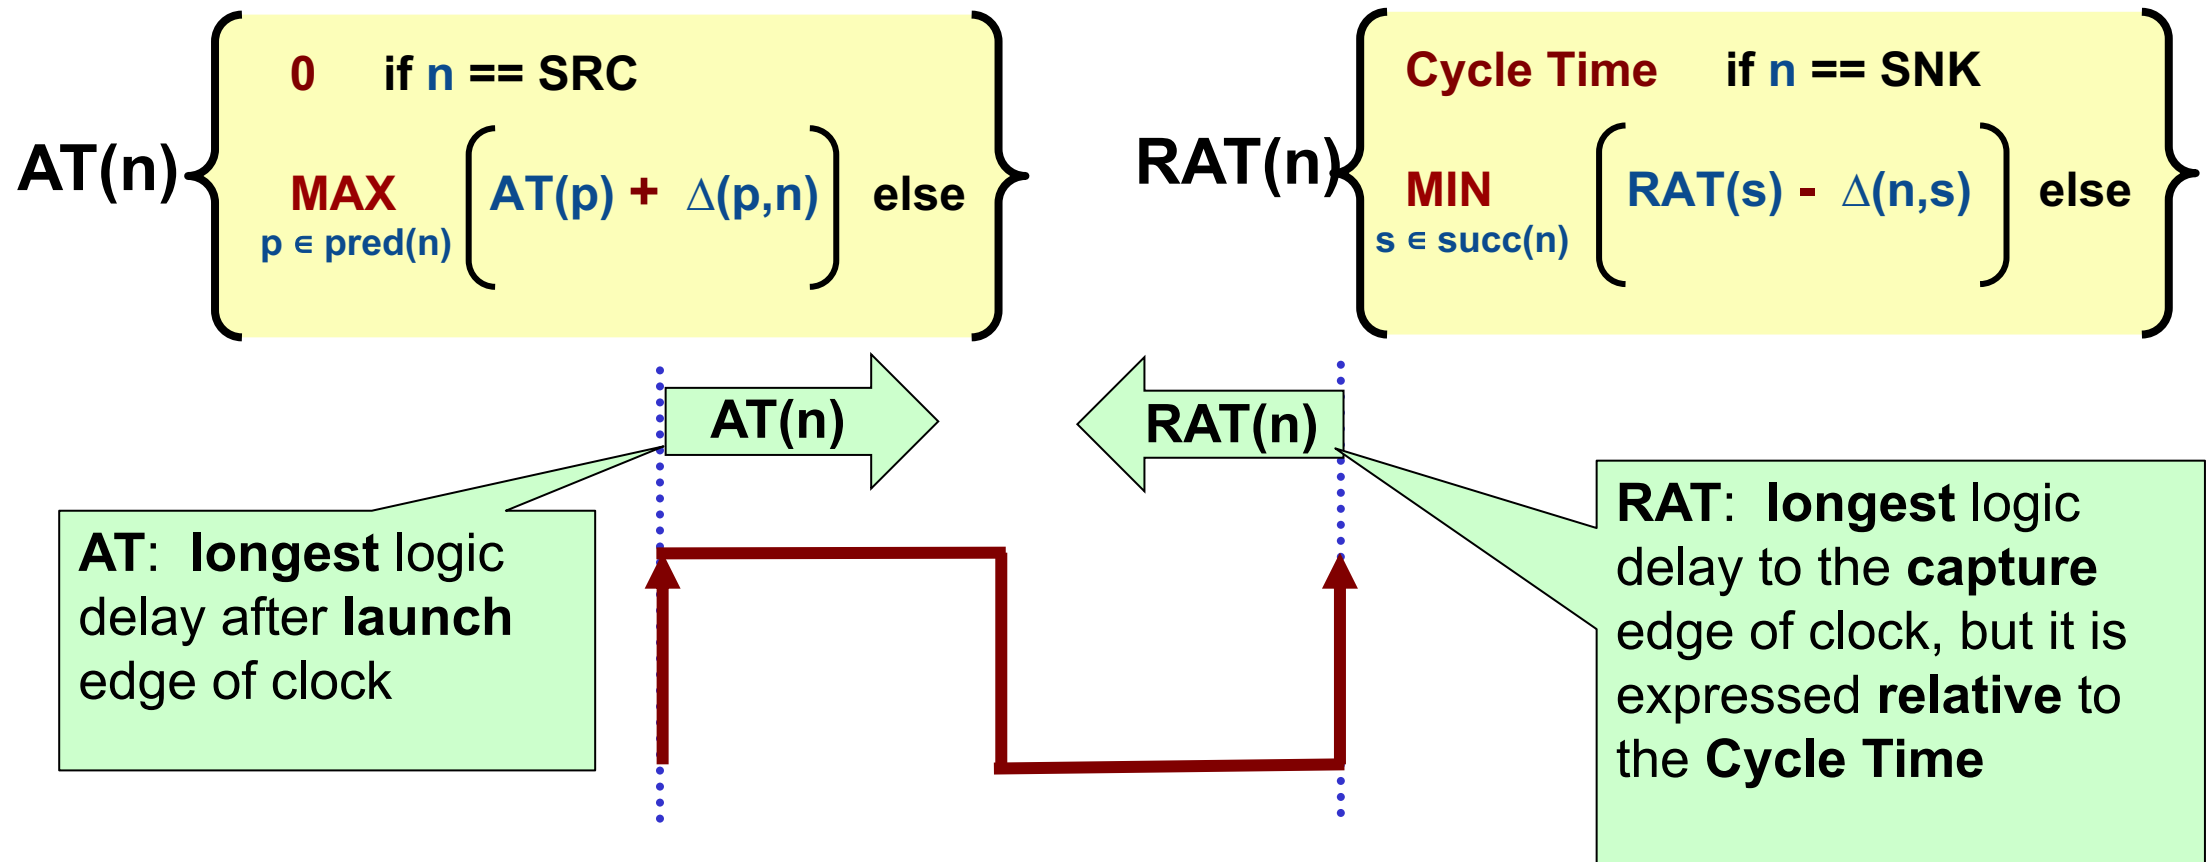 0 if n == SRC
AT(n)
MAX AT(p) + Δ(p,n) else
p ∈ pred(n)
Cycle Time if n == SNK
RAT(n)
MIN RAT(s) - Δ(n,s) else
s ∈ succ(n)
AT(n)
RAT(n)
AT: longest logic
delay after launch
edge of clock
RAT: longest logic
delay to the capture
edge of clock, but it is
expressed relative to
the Cycle Time